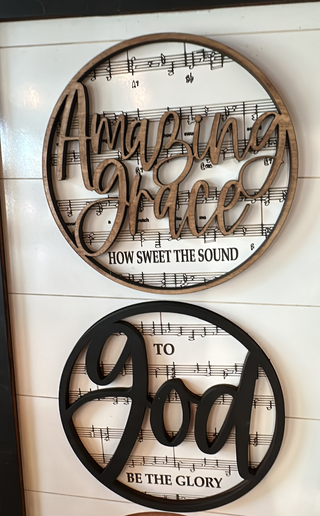 Amazing
grace
HOW SWEET THE SOUND
TO
god
BE THE GLORY